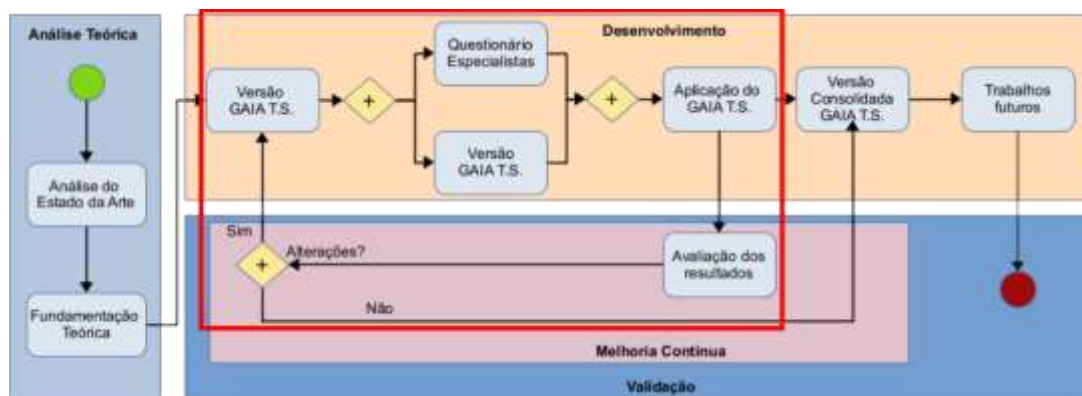 Análise Teórica
Análise do
Estado da Arte
Fundamentação
Teórica
Desenvolvimento
Versão
GAIA T.S.
+
Questionário
Especialistas
Versão
GAIA T.S.
+
Aplicação do
GAIA T.S.
Versão
Consolidada
GAIA T.S.
Trabalhos
futuros
Sim
+
Alterações?
Avaliação dos
resultados
Não
Melhoria Contínua
Validação